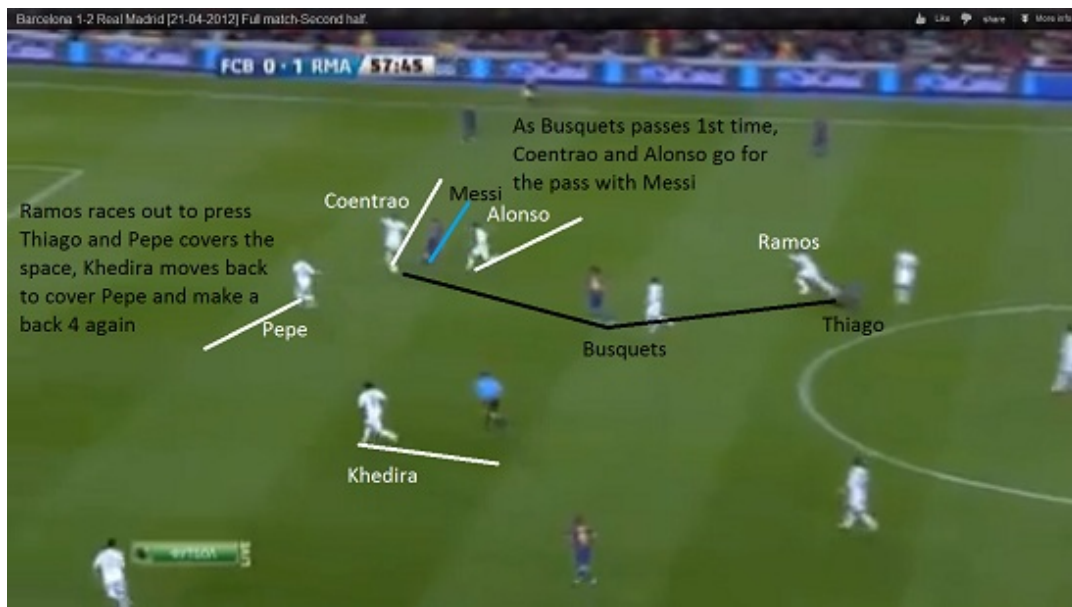 Barcelona 1-2 Real Madrid [21-04-2012] Full match-Second half.
Like share More info
FCB 0 - 1 RMA 57:45
As Busquets passes 1st time,
Coentrao and Alonso go for
the pass with Messi
Coentrao
Messi
Alonso
Ramos races out to press
Thiago and Pepe covers the
space, Khedira moves back
to cover Pepe and make a
back 4 again
Ramos
Pepe
Thiago
Busquets
Khedira
ФУТБОЛ
LIVE